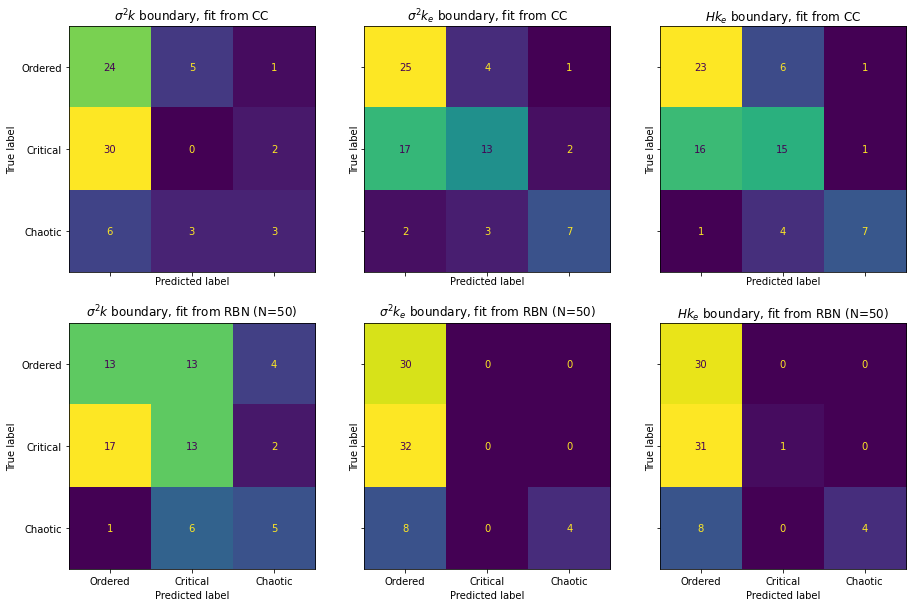 σ²k boundary, fit from CC
σ²kₑ boundary, fit from CC
Hkₑ boundary, fit from CC
True label
Ordered
24 5 1
Critical
30 0 2
Chaotic
6 3 3
Predicted label
True label
25 4 1
17 13 2
2 3 7
Predicted label
True label
23 6 1
16 15 1
1 4 7
Predicted label
σ²k boundary, fit from RBN (N=50)
σ²kₑ boundary, fit from RBN (N=50)
Hkₑ boundary, fit from RBN (N=50)
True label
Ordered
13 13 4
Critical
17 13 2
Chaotic
1 6 5
Ordered Critical Chaotic
Predicted label
True label
30 0 0
32 0 0
8 0 4
Ordered Critical Chaotic
Predicted label
True label
30 0 0
31 1 0
8 0 4
Ordered Critical Chaotic
Predicted label